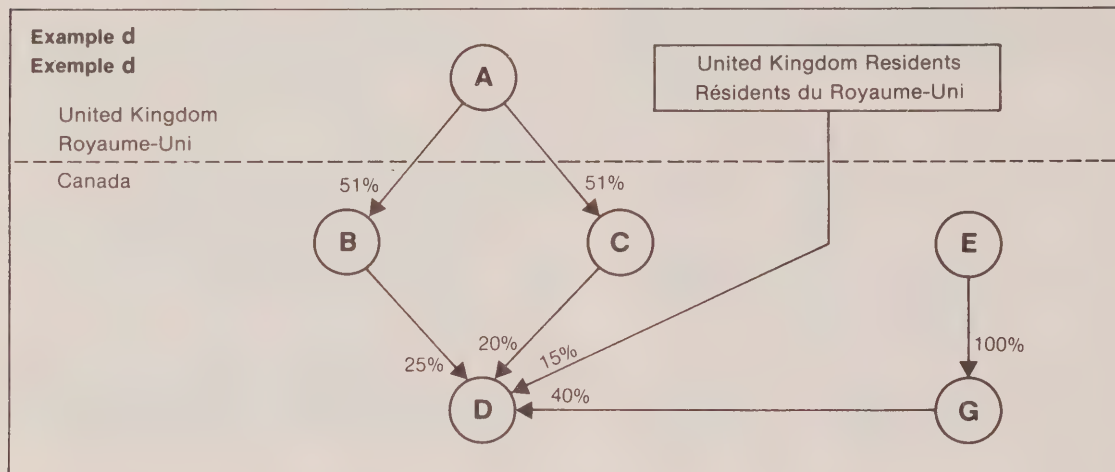 Example d
Exemple d
A
United Kingdom Residents
Résidents du Royaume-Uni
United Kingdom
Royaume-Uni
Canada
51%
51%
B
C
E
25%
20%
15%
100%
40%
D
G